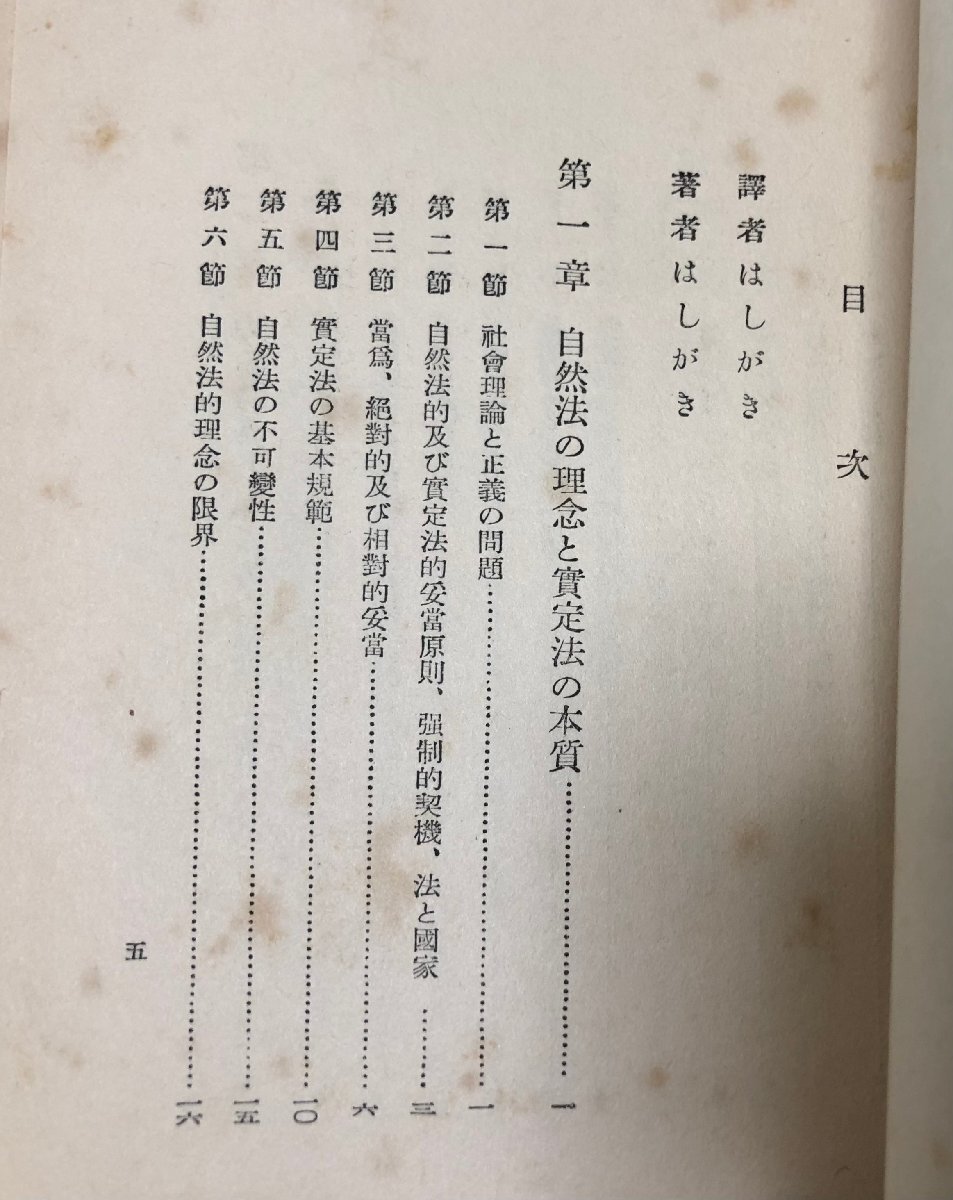 目次
譯者はしがき
著者はしがき
第一章 自然法の理念と實定法の本質……………………一
第一節 社會理論と正義の問題……………………一
第二節 自然法的及び實定法的妥當原則、强制的契機、法と國家………三
第三節 當爲、絕對的及び相對的妥當……………………六
第四節 實定法の基本規範……………………一〇
第五節 自然法の不可變性……………………一五
第六節 自然法的理念の限界……………………一六
五